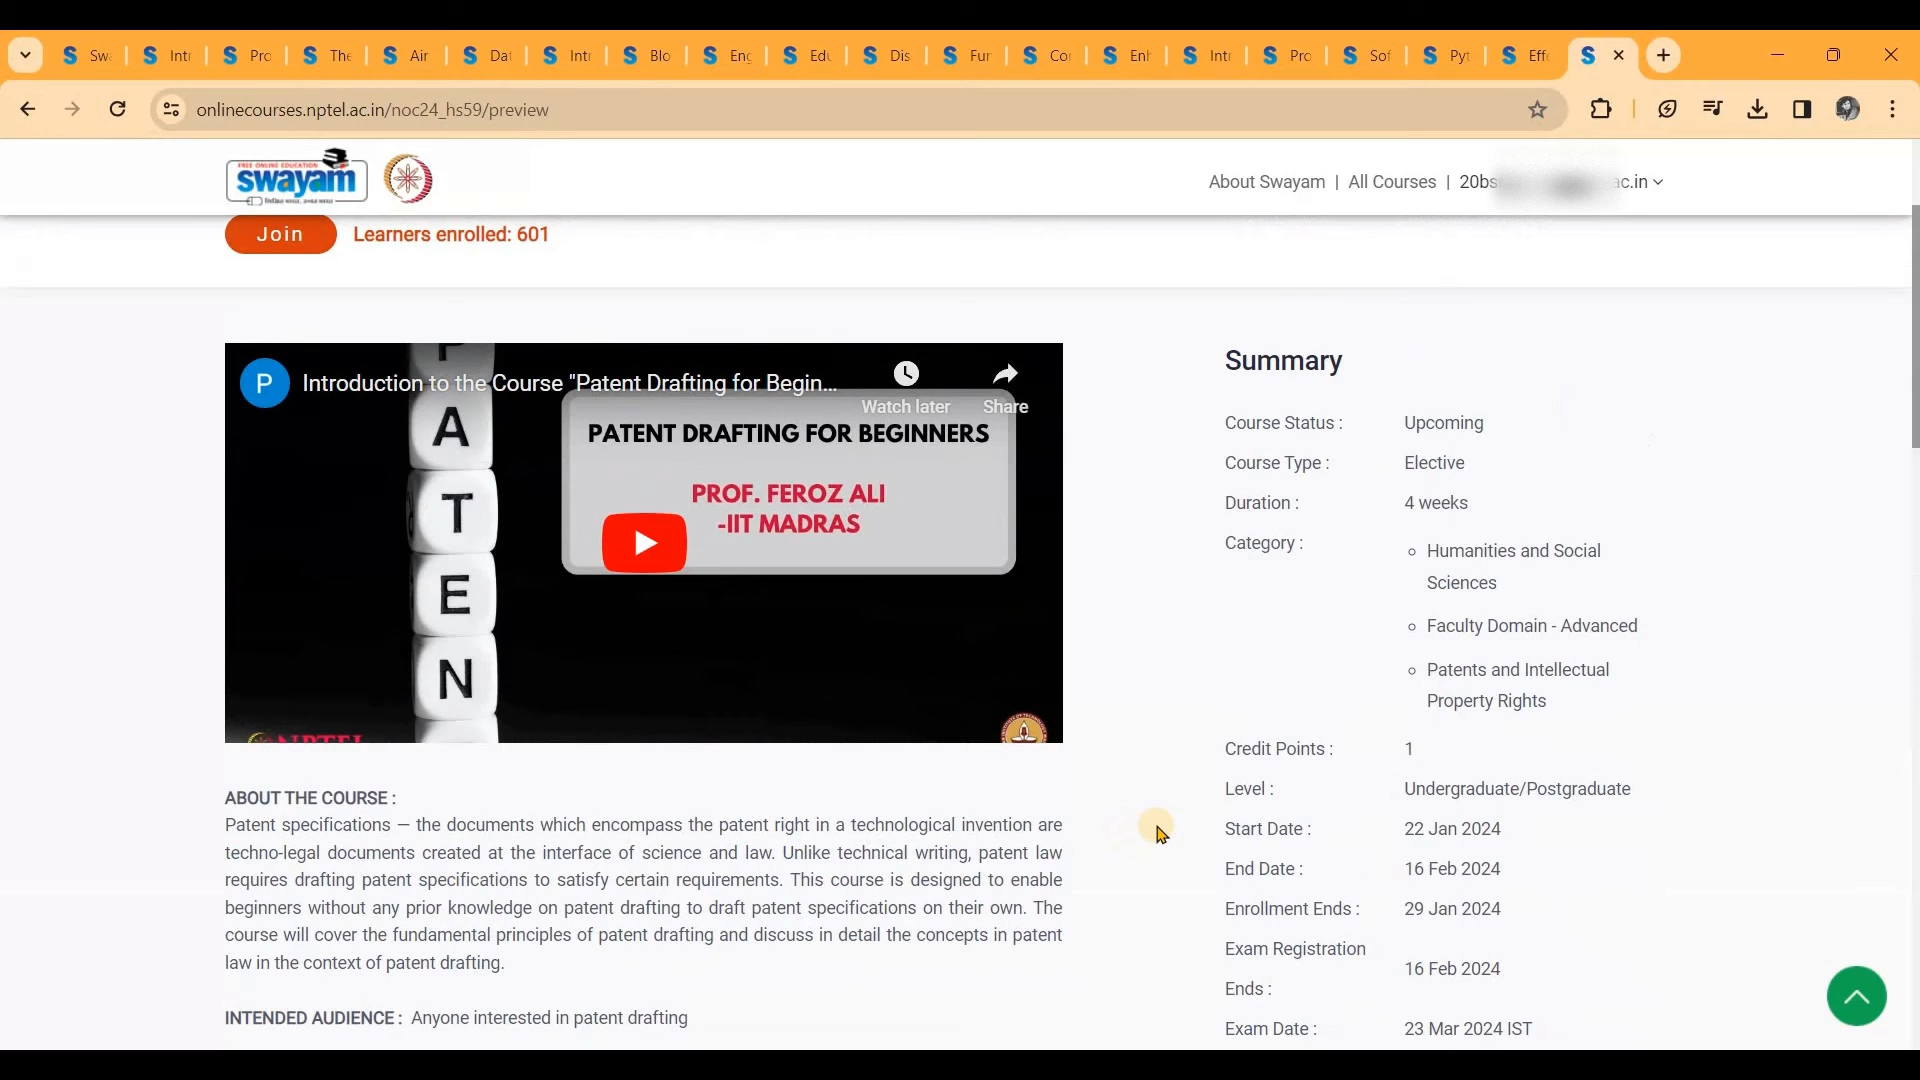 Sw
Intr
Pro
The
Air
Dat
Intr
Blo
Eng
Edu
Dis
Fur
Co
Enh
Intr
Pro
Sof
Pyt
Effe
onlinecourses.nptel.ac.in/noc24_hs59/preview
FREE ONLINE EDUCATION
swayam
About Swayam | All Courses | 20bs ac.in
Join
Learners enrolled: 601
P
Introduction to the Course "Patent Drafting for Begin...
Watch later
Share
P
A
T
E
N
PATENT DRAFTING FOR BEGINNERS
PROF. FEROZ ALI
-IIT MADRAS
NPTEL
ABOUT THE COURSE :
Patent specifications — the documents which encompass the patent right in a technological invention are
techno-legal documents created at the interface of science and law. Unlike technical writing, patent law
requires drafting patent specifications to satisfy certain requirements. This course is designed to enable
beginners without any prior knowledge on patent drafting to draft patent specifications on their own. The
course will cover the fundamental principles of patent drafting and discuss in detail the concepts in patent
law in the context of patent drafting.
INTENDED AUDIENCE : Anyone interested in patent drafting
Summary
Course Status : Upcoming
Course Type : Elective
Duration : 4 weeks
Category :
Humanities and Social
Sciences
Faculty Domain - Advanced
Patents and Intellectual
Property Rights
Credit Points : 1
Level : Undergraduate/Postgraduate
Start Date : 22 Jan 2024
End Date : 16 Feb 2024
Enrollment Ends : 29 Jan 2024
Exam Registration
Ends : 16 Feb 2024
Exam Date : 23 Mar 2024 IST